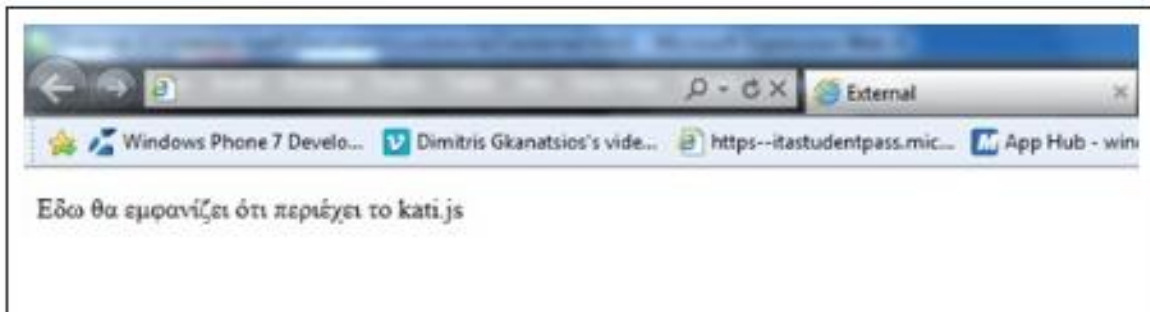 External
Windows Phone 7 Develo... Dimitris Gkanatsios's vide... https--itastudentpass.mic... App Hub - win
Εδω θα εμφανίζει ότι περιέχει το kati.js